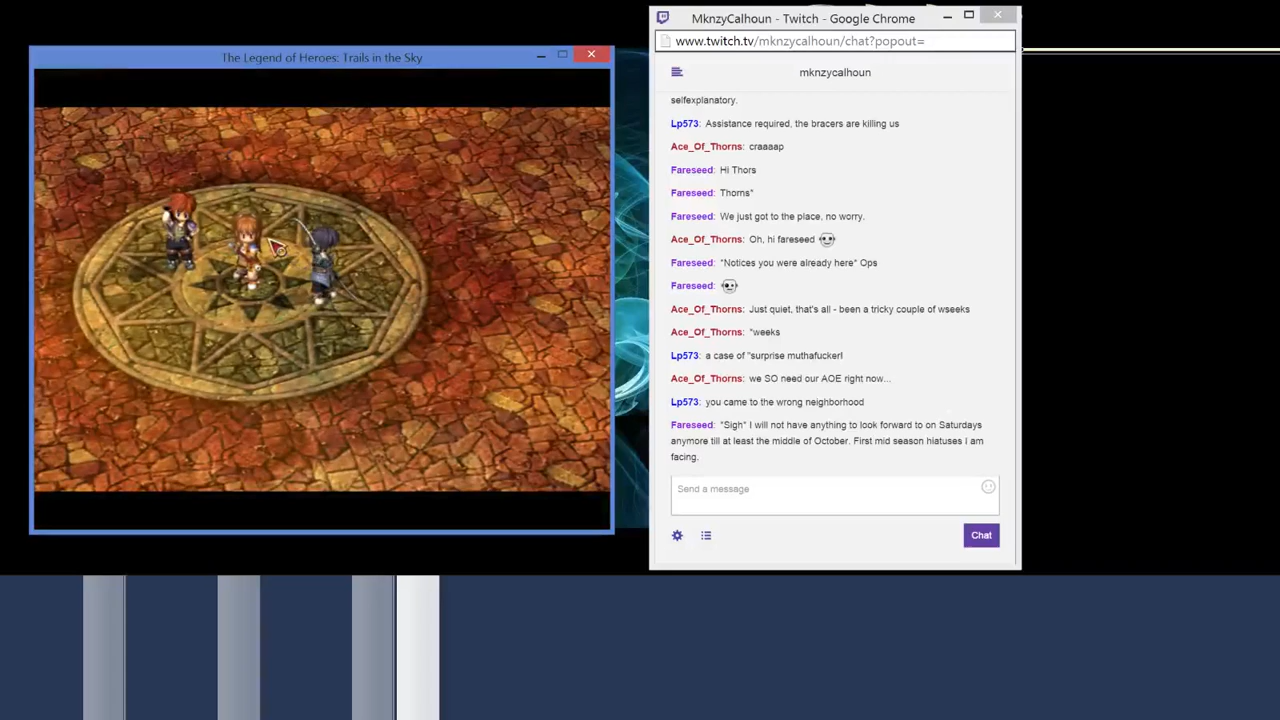 MknzyCalhoun - Twitch - Google Chrome
www.twitch.tv/mknzycalhoun/chat?popout=
The Legend of Heroes: Trails in the Sky
mknzycalhoun
selfexplanatory.
Lp573: Assistance required, the bracers are killing us
Ace_Of_Thorns: craaaap
Fareseed: Hi Thors
Fareseed: Thorns*
Fareseed: We just got to the place, no worry.
Ace_Of_Thorns: Oh, hi fareseed
Fareseed: *Notices you were already here* Ops
Fareseed:
Ace_Of_Thorns: Just quiet, that's all - been a tricky couple of wseeks
Ace_Of_Thorns: *weeks
Lp573: a case of "surprise muthafucker!
Ace_Of_Thorns: we SO need our AOE right now...
Lp573: you came to the wrong neighborhood
Fareseed: *Sigh* I will not have anything to look forward to on Saturdays
anymore till at least the middle of October. First mid season hiatuses I am
facing.
Send a message
Chat